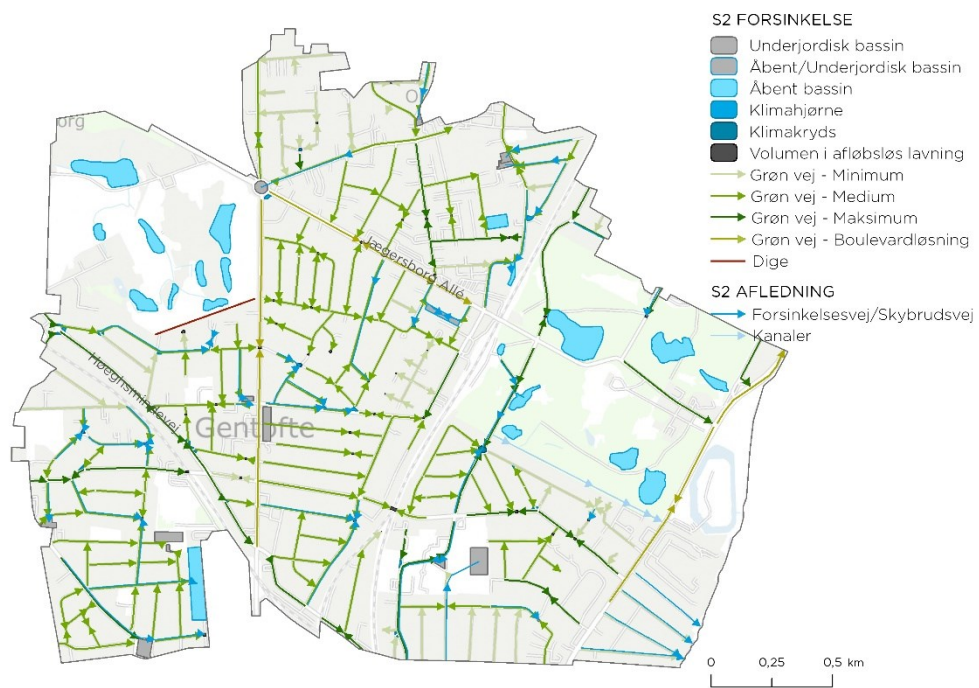 S2 FORSINKELSE
Underjordisk bassin
Åbent/Underjordisk bassin
Åbent bassin
Klimahjørne
Klimakryds
Volumen i afløbsløs lavning
Grøn vej - Minimum
Grøn vej - Medium
Grøn vej - Maksimum
Grøn vej - Boulevardløsning
Dige
S2 AFLEDNING
Forsinkelsesvej/Skybrudsvej
Kanaler
org
O
Jægersborg Allé
Høeghsmindevej
Gentofte
0 0,25 0,5 km